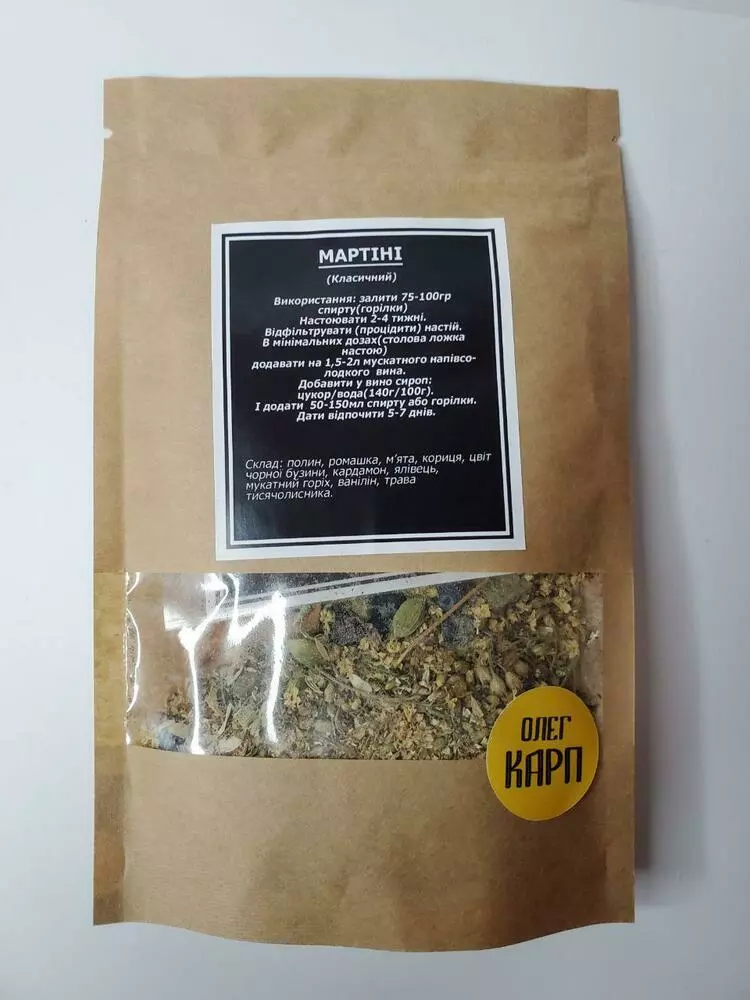 МАРТІНІ
(Класичний)
Використання: залити 75-100гр
спирту(горілки)
Настоювати 2-4 тижні.
Відфільтрувати (процідити) настій.
В мінімальних дозах(столова ложка
настою)
додавати на 1,5-2л мускатного напівсо-
лодкого вина.
Добавити у вино сироп:
цукор/вода(140г/100г).
І додати 50-150мл спирту або горілки.
Дати відпочити 5-7 днів.
Склад: полин, ромашка, м'ята, кориця, цвіт
чорної бузини, кардамон, ялівець,
мукатний горіх, ванілін, трава
тисячолисника.
ОЛЕГ
КАРП